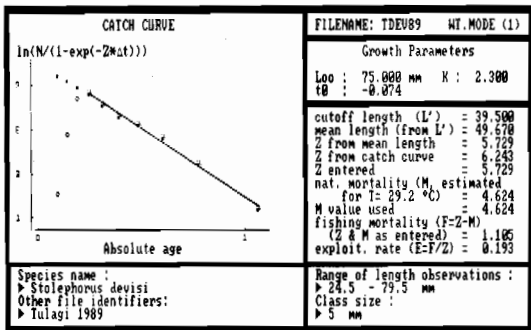 CATCH CURVE
ln(N/(1-exp(-Z*Δt)))
0
1
Absolute age
FILENAME: TDEV89 WT.MODE (1)
Growth Parameters
Loo : 75.000 mm K : 2.300
t0 : -0.074
cutoff length (L') = 39.500
mean length (from L') = 49.670
Z from mean length = 5.729
Z from catch curve = 6.243
Z entered = 5.729
nat. mortality (M, estimated
for T= 29.2 °C) = 4.624
M value used = 4.624
fishing mortality (F=Z-M)
(Z & M as entered) = 1.105
exploit. rate (E=F/Z) = 0.193
Species name :
▶ Stolephorus devisi
Other file identifiers:
▶ Tulagi 1989
Range of length observations :
▶ 24.5 - 79.5 mm
Class size :
▶ 5 mm